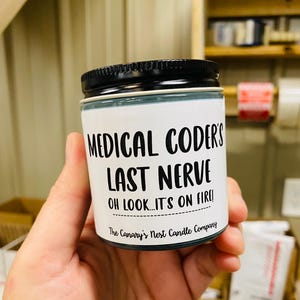 MEDICAL CODER'S
LAST NERVE
OH LOOK..IT'S ON FIRE!
The Canary's Nest Candle Company